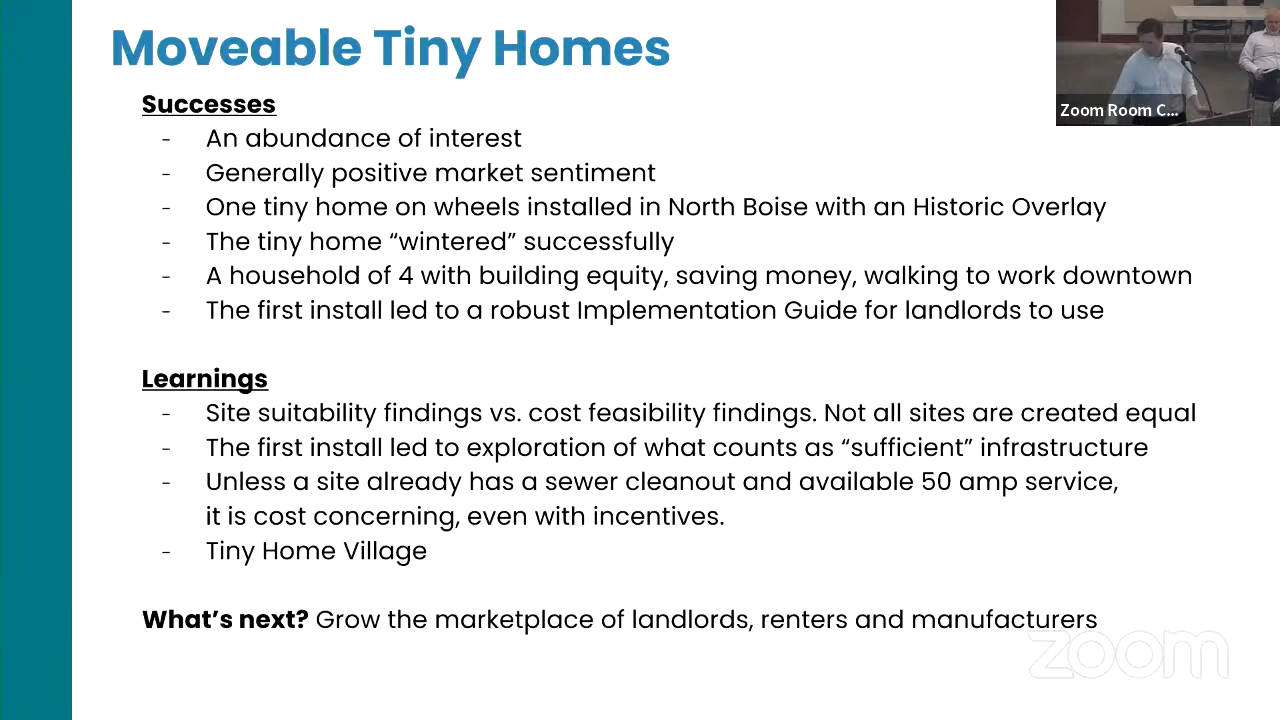 Moveable Tiny Homes
Zoom Room C...
Successes
- An abundance of interest
- Generally positive market sentiment
- One tiny home on wheels installed in North Boise with an Historic Overlay
- The tiny home “wintered” successfully
- A household of 4 with building equity, saving money, walking to work downtown
- The first install led to a robust Implementation Guide for landlords to use
Learnings
- Site suitability findings vs. cost feasibility findings. Not all sites are created equal
- The first install led to exploration of what counts as “sufficient” infrastructure
- Unless a site already has a sewer cleanout and available 50 amp service,
it is cost concerning, even with incentives.
- Tiny Home Village
What’s next? Grow the marketplace of landlords, renters and manufacturers
zoom